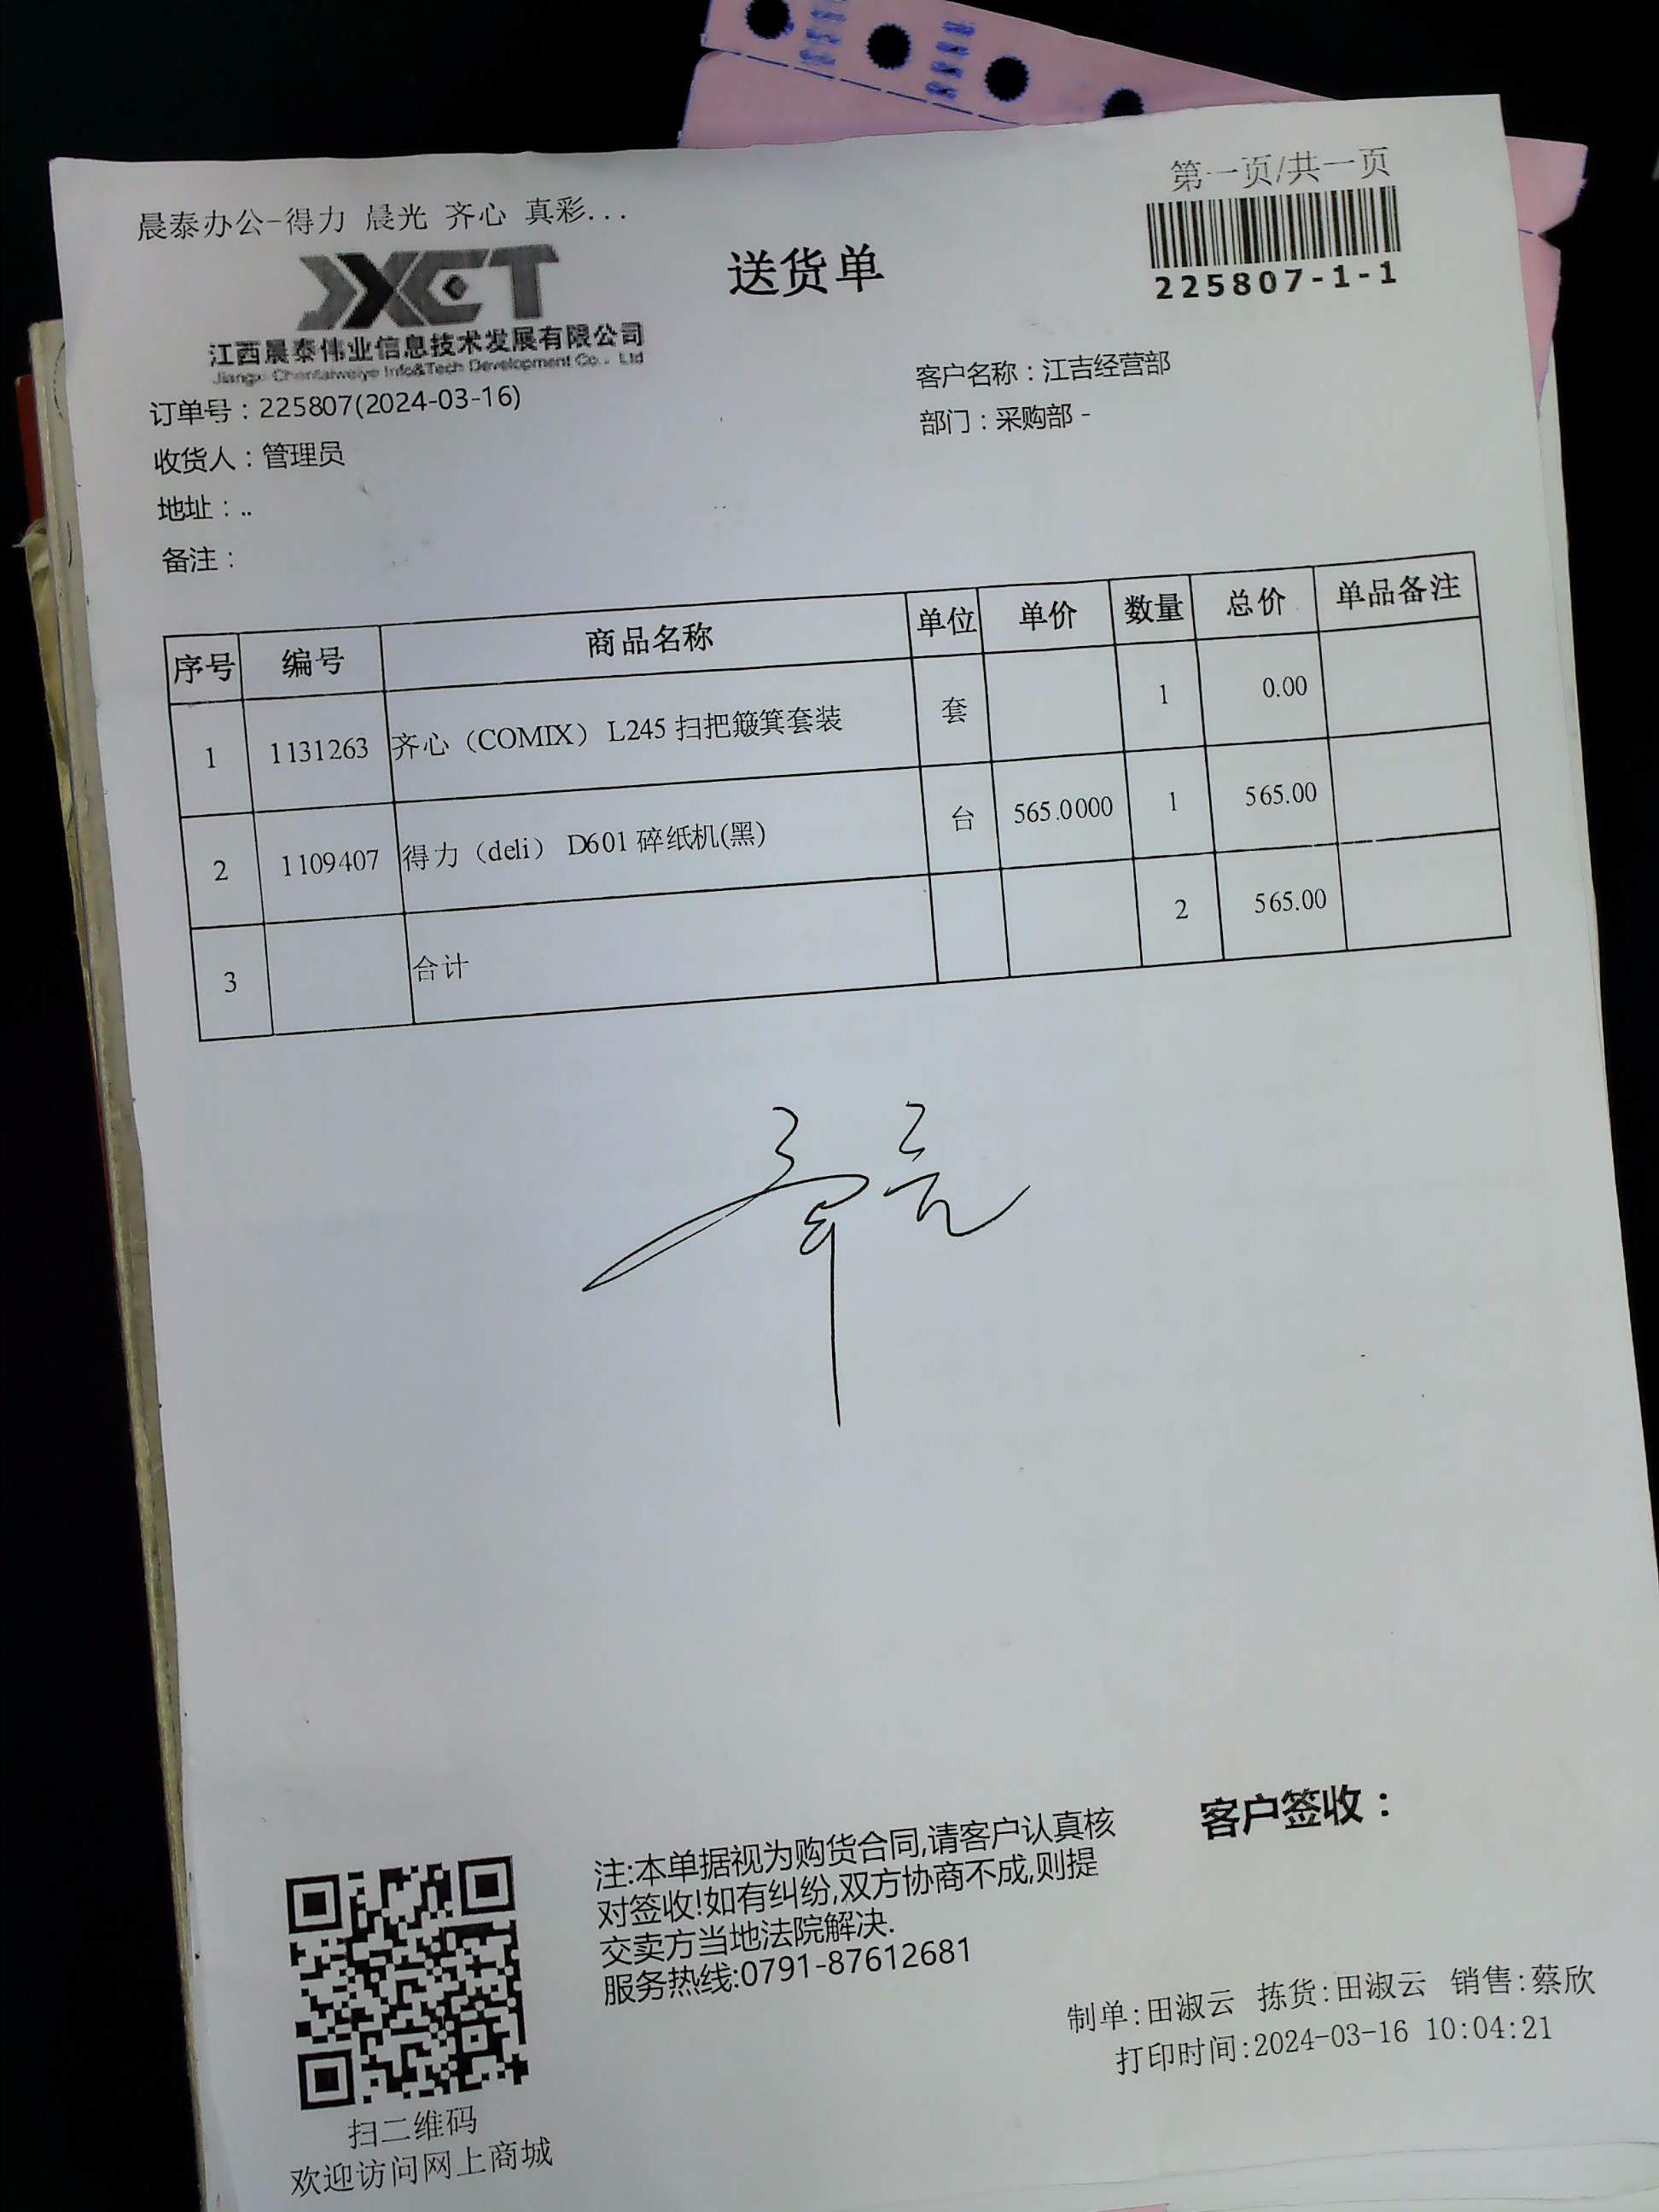 第一页/共一页
晨泰办公-得力 晨光 齐心 真彩...
送货单
225807-1-1
JXCT
江西晨泰伟业信息技术发展有限公司
Jiangxi Chentaiweiye Info&Tech Development Co., Ltd
客户名称：江吉经营部
订单号：225807(2024-03-16)
部门：采购部 -
收货人：管理员
地址：..
备注：
序号 编号 商品名称 单位 单价 数量 总价 单品备注
1 1131263 齐心（COMIX） L245 扫把簸箕套装 套 1 0.00
2 1109407 得力（deli） D601 碎纸机(黑) 台 565.0000 1 565.00
3 合计 2 565.00
客户签收：
注:本单据视为购货合同,请客户认真核
对签收!如有纠纷,双方协商不成,则提
交卖方当地法院解决.
服务热线:0791-87612681
制单:田淑云 拣货:田淑云 销售:蔡欣
打印时间:2024-03-16 10:04:21
扫二维码
欢迎访问网上商城